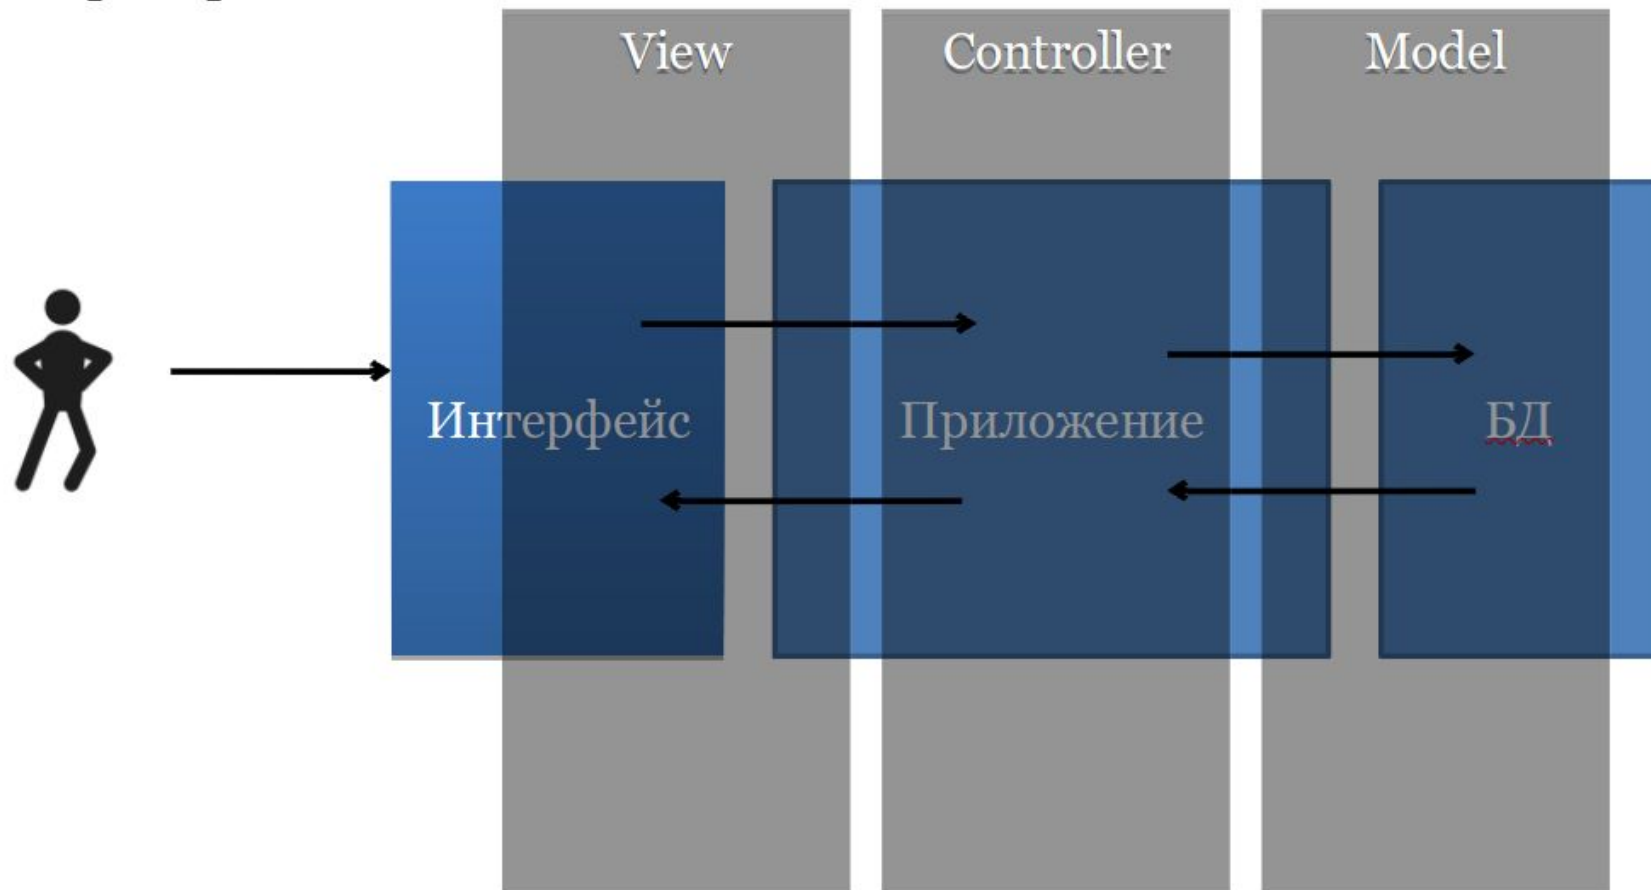 View
Controller
Model
Интерфейс
Приложение
БД